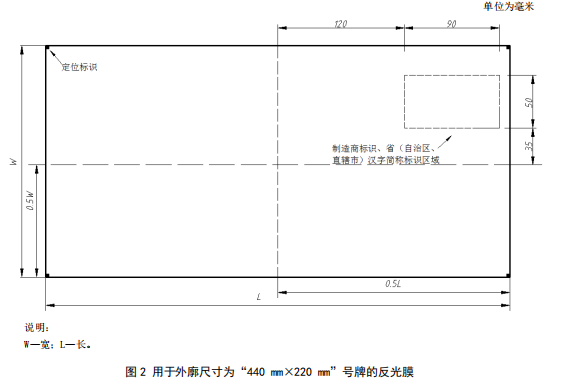 单位为毫米
120
90
定位标识
50
制造商标识、省（自治区、
直辖市）汉字简称标识区域
35
W
0.5W
0.5L
L
说明：
W—宽；L—长。
图 2 用于外廓尺寸为“440 mm×220 mm”号牌的反光膜